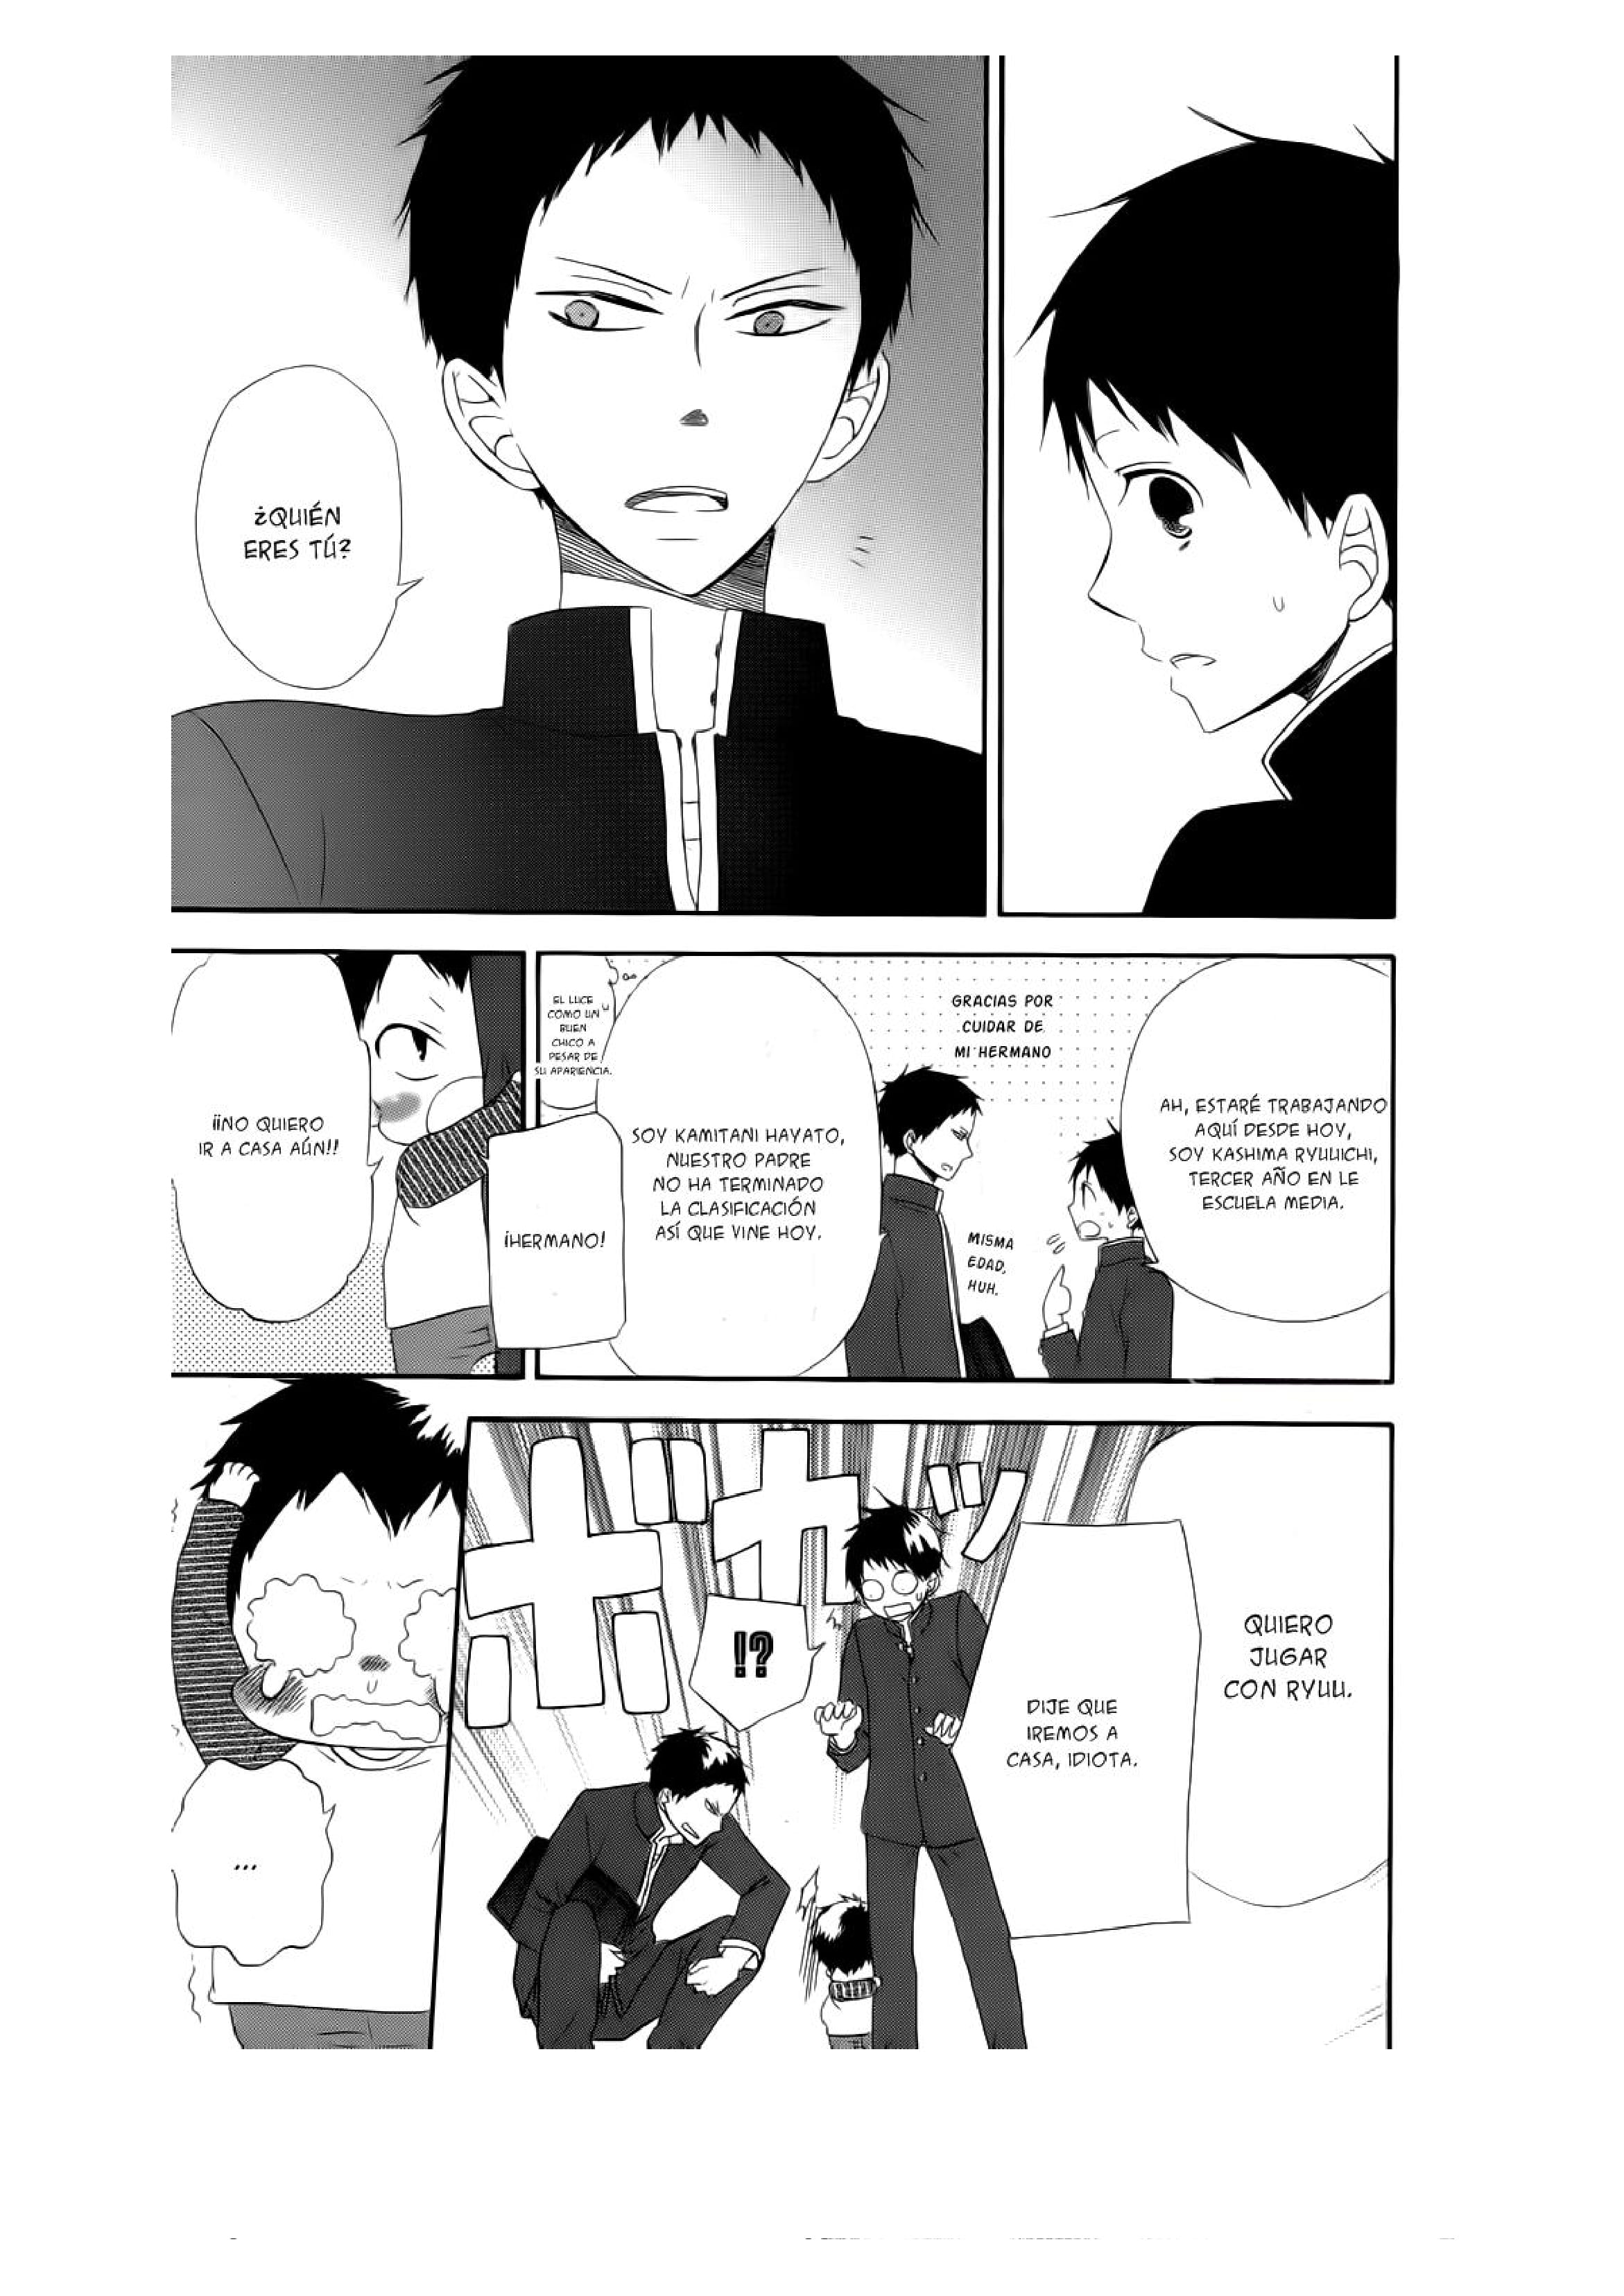 ¿QUIÉN
ERES TÚ?
AH, ESTARÉ TRABAJANDO
AQUÍ DESDE HOY,
SOY KASHIMA RYUUICHI,
TERCER AÑO EN LE
ESCUELA MEDIA.
GRACIAS POR
CUIDAR DE
MI HERMANO
MISMA
EDAD,
HUH.
SOY KAMITANI HAYATO,
NUESTRO PADRE
NO HA TERMINADO
LA CLASIFICACIÓN
ASÍ QUE VINE HOY.
EL LUCE
COMO UN
BUEN
CHICO A
PESAR DE
SU APARIENCIA.
¡HERMANO!
¡¡NO QUIERO
IR A CASA AÚN!!
QUIERO
JUGAR
CON RYUU.
DIJE QUE
IREMOS A
CASA, IDIOTA.
ボカッ
!?
...